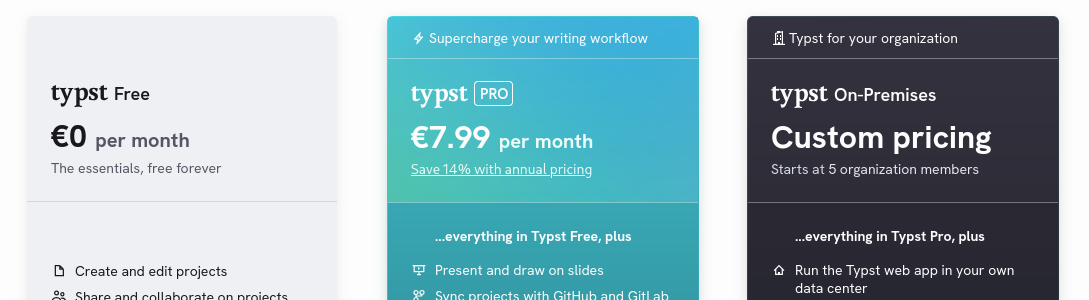 typst Free
€0 per month
The essentials, free forever
Create and edit projects
Share and collaborate on projects
Supercharge your writing workflow
typst PRO
€7.99 per month
Save 14% with annual pricing
...everything in Typst Free, plus
Present and draw on slides
Sync projects with GitHub and GitLab
Typst for your organization
typst On-Premises
Custom pricing
Starts at 5 organization members
...everything in Typst Pro, plus
Run the Typst web app in your own
data center